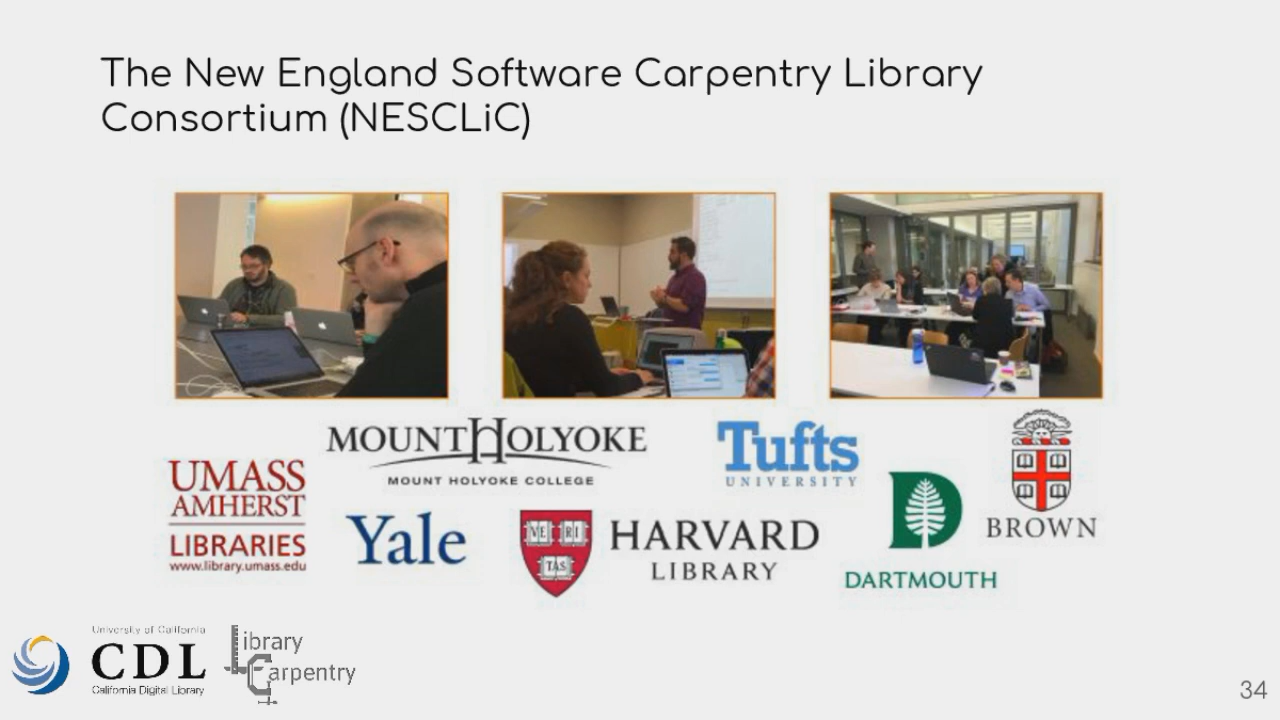 The New England Software Carpentry Library
Consortium (NESCLiC)
MOUNT HOLYOKE
MOUNT HOLYOKE COLLEGE
Tufts
UNIVERSITY
UMASS
AMHERST
LIBRARIES
www.library.umass.edu
Yale
VE RI
TAS
HARVARD
LIBRARY
D
DARTMOUTH
BROWN
University of California
CDL
California Digital Library
Library
Carpentry
34